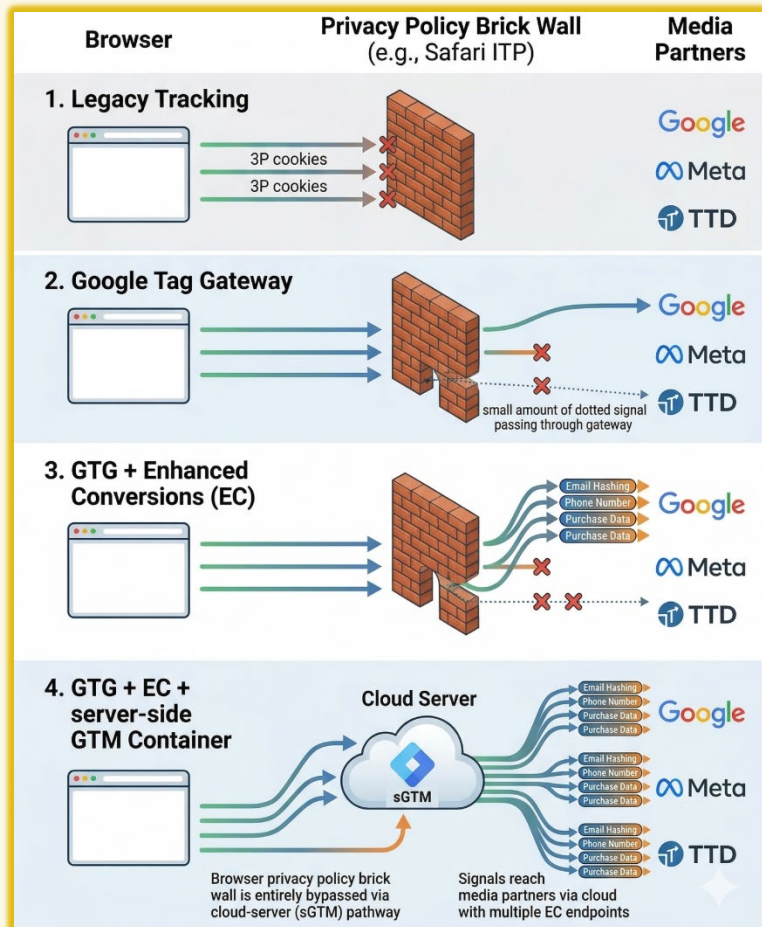 Browser
Privacy Policy Brick Wall
(e.g., Safari ITP)
Media
Partners
1. Legacy Tracking
3P cookies
3P cookies
Google
Meta
TTD
2. Google Tag Gateway
Google
Meta
TTD
small amount of dotted signal
passing through gateway
3. GTG + Enhanced
Conversions (EC)
Email Hashing
Phone Number
Purchase Data
Purchase Data
Google
Meta
TTD
4. GTG + EC +
server-side
GTM Container
Cloud Server
sGTM
Email Hashing
Phone Number
Purchase Data
Purchase Data
Google
Email Hashing
Phone Number
Purchase Data
Purchase Data
Meta
Email Hashing
Phone Number
Purchase Data
Purchase Data
TTD
Browser privacy policy brick
wall is entirely bypassed via
cloud-server (sGTM) pathway
Signals reach
media partners via cloud
with multiple EC endpoints